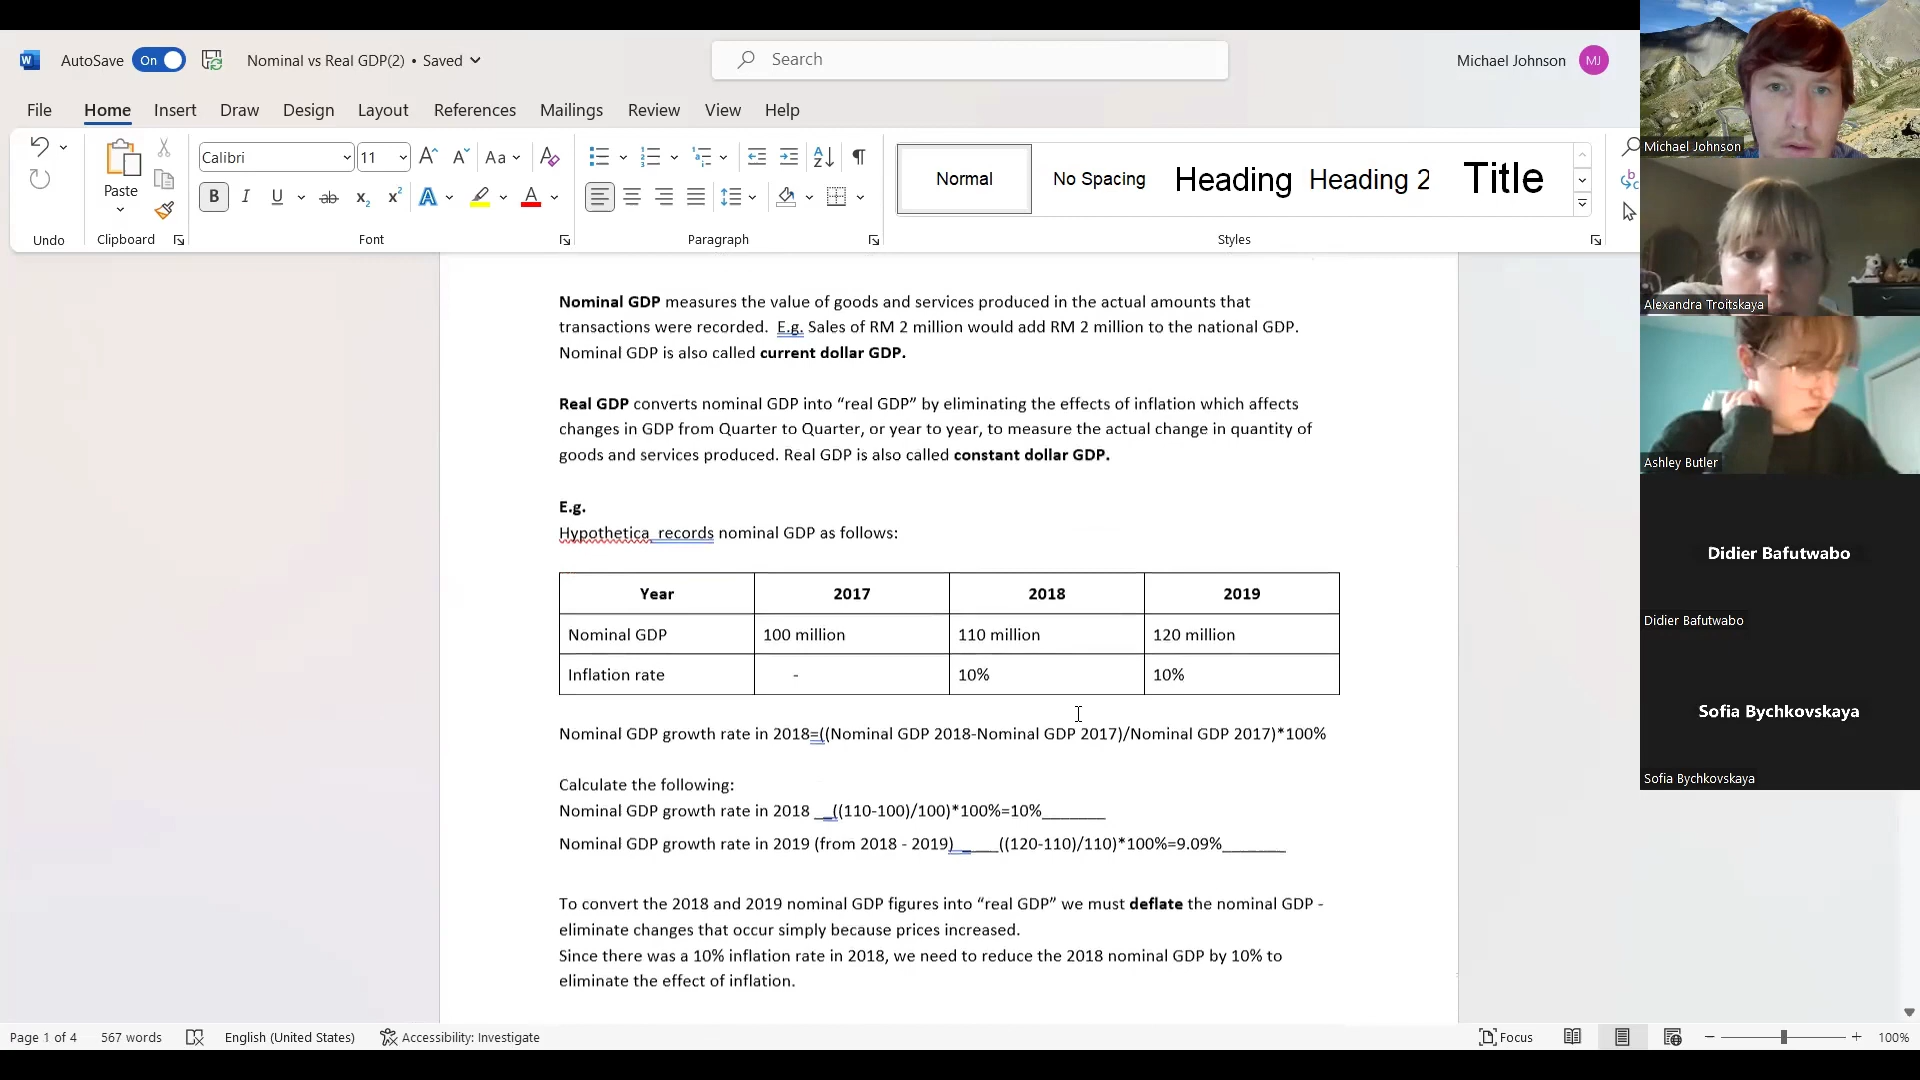 AutoSave On Nominal vs Real GDP(2) • Saved Search Michael Johnson MJ
File Home Insert Draw Design Layout References Mailings Review View Help
Paste Calibri 11 Normal No Spacing Heading Heading 2 Title
Undo Clipboard Font Paragraph Styles
Nominal GDP measures the value of goods and services produced in the actual amounts that
transactions were recorded.  E.g. Sales of RM 2 million would add RM 2 million to the national GDP.
Nominal GDP is also called current dollar GDP.
Real GDP converts nominal GDP into “real GDP” by eliminating the effects of inflation which affects
changes in GDP from Quarter to Quarter, or year to year, to measure the actual change in quantity of
goods and services produced. Real GDP is also called constant dollar GDP.
E.g.
Hypothetica  records nominal GDP as follows:
Year 2017 2018 2019
Nominal GDP 100 million 110 million 120 million
Inflation rate - 10% 10%
Nominal GDP growth rate in 2018=((Nominal GDP 2018-Nominal GDP 2017)/Nominal GDP 2017)*100%
Calculate the following:
Nominal GDP growth rate in 2018 __((110-100)/100)*100%=10%_______
Nominal GDP growth rate in 2019 (from 2018 - 2019) ____((120-110)/110)*100%=9.09%_______
To convert the 2018 and 2019 nominal GDP figures into “real GDP” we must deflate the nominal GDP -
eliminate changes that occur simply because prices increased.
Since there was a 10% inflation rate in 2018, we need to reduce the 2018 nominal GDP by 10% to
eliminate the effect of inflation.
Page 1 of 4 567 words English (United States) Accessibility: Investigate Focus 100%
Michael Johnson
Alexandra Troitskaya
Ashley Butler
Didier Bafutwabo
Didier Bafutwabo
Sofia Bychkovskaya
Sofia Bychkovskaya